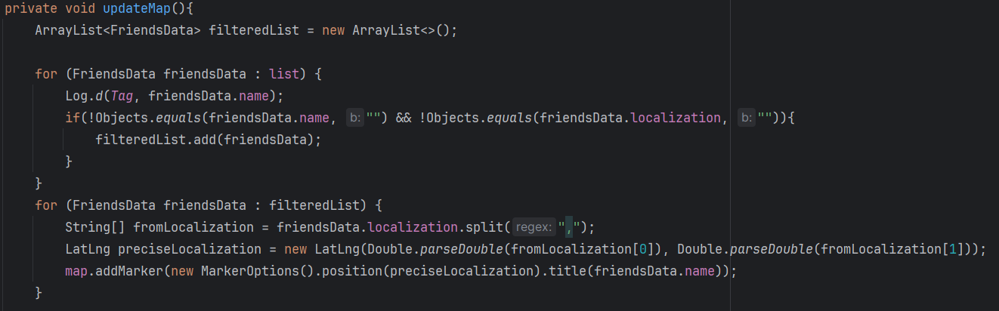 private void updateMap(){
    ArrayList<FriendsData> filteredList = new ArrayList<>();
    for (FriendsData friendsData : list) {
        Log.d(Tag, friendsData.name);
        if(!Objects.equals(friendsData.name, b: "") && !Objects.equals(friendsData.localization, b: "")){
            filteredList.add(friendsData);
        }
    }
    for (FriendsData friendsData : filteredList) {
        String[] fromLocalization = friendsData.localization.split( regex: ",");
        LatLng preciseLocalization = new LatLng(Double.parseDouble(fromLocalization[0]), Double.parseDouble(fromLocalization[1]));
        map.addMarker(new MarkerOptions().position(preciseLocalization).title(friendsData.name));
    }